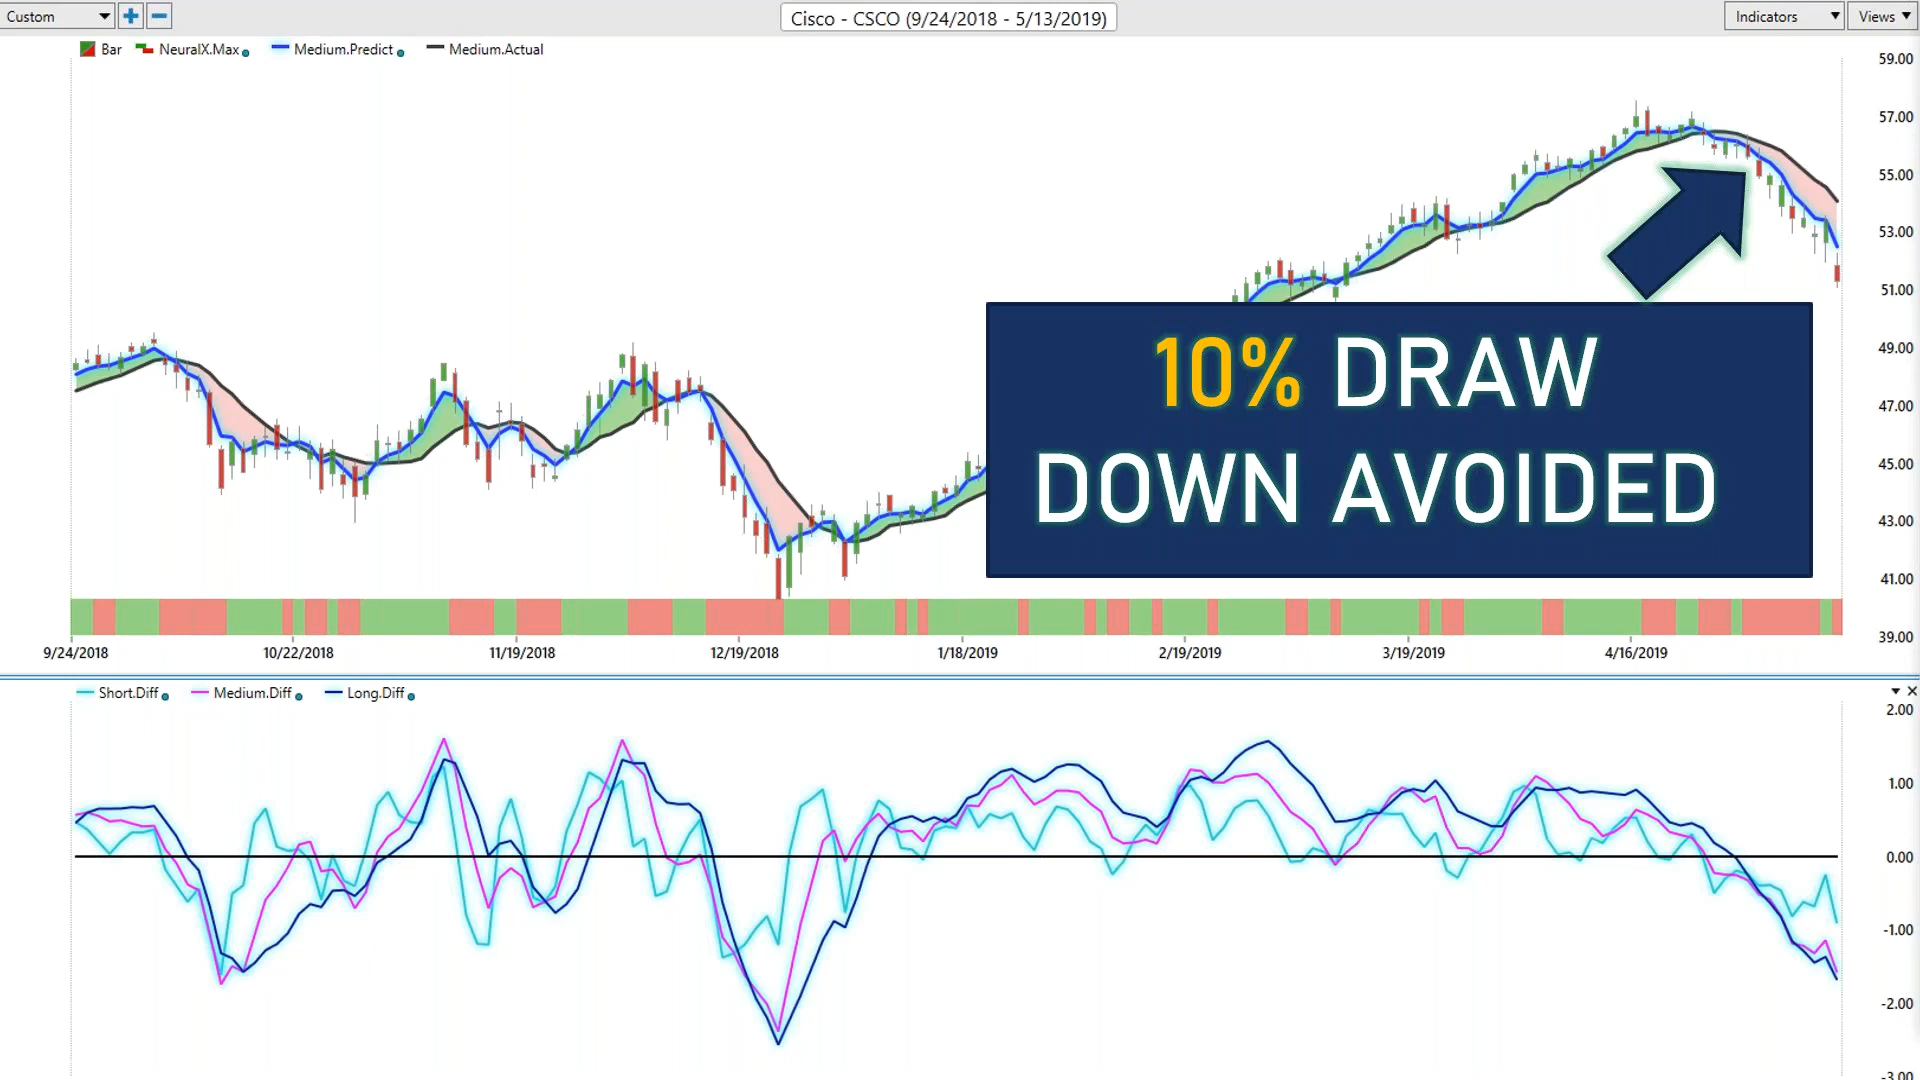 Custom
Cisco - CSCO (9/24/2018 - 5/13/2019)
Indicators
Views
Bar NeuralX.Max Medium.Predict Medium.Actual
59.00
57.00
55.00
53.00
51.00
49.00
47.00
45.00
43.00
41.00
39.00
10% DRAW
DOWN AVOIDED
9/24/2018 10/22/2018 11/19/2018 12/19/2018 1/18/2019 2/19/2019 3/19/2019 4/16/2019
Short.Diff Medium.Diff Long.Diff
2.00
1.00
0.00
-1.00
-2.00
-3.00